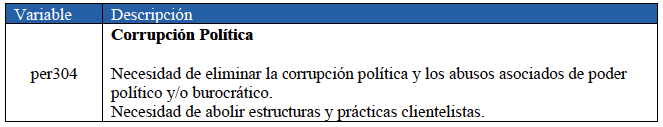 Variable Descripción
Corrupción Política
per304
Necesidad de eliminar la corrupción política y los abusos asociados de poder
político y/o burocrático.
Necesidad de abolir estructuras y prácticas clientelistas.